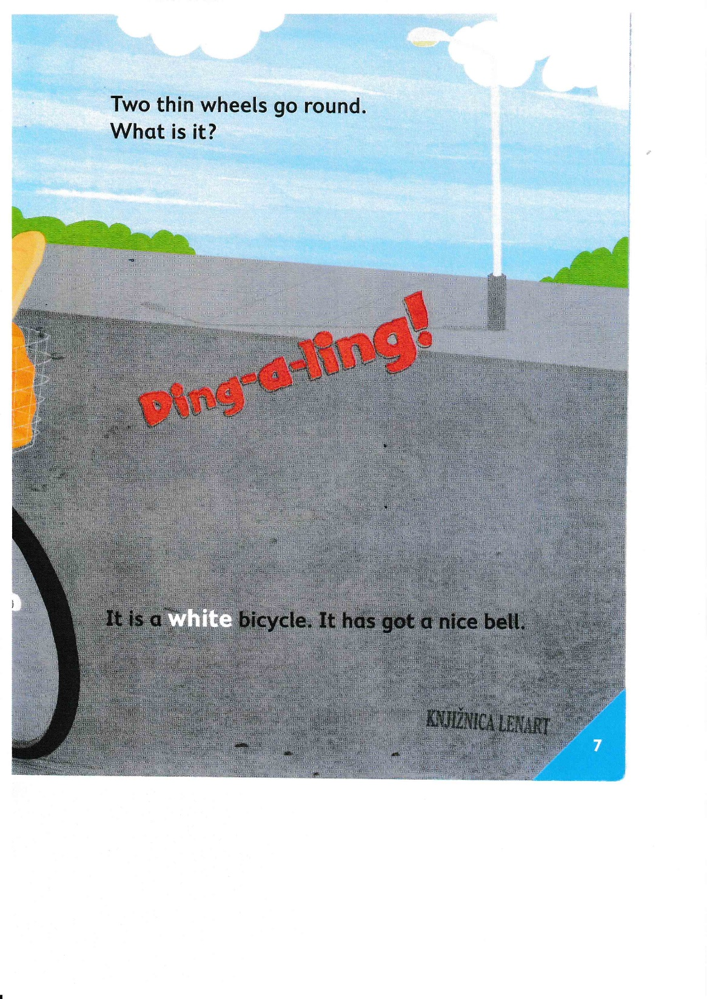 Two thin wheels go round.
What is it?
Ding-a-ling!
It is a white bicycle. It has got a nice bell.
KNJIŽNICA LENART
7